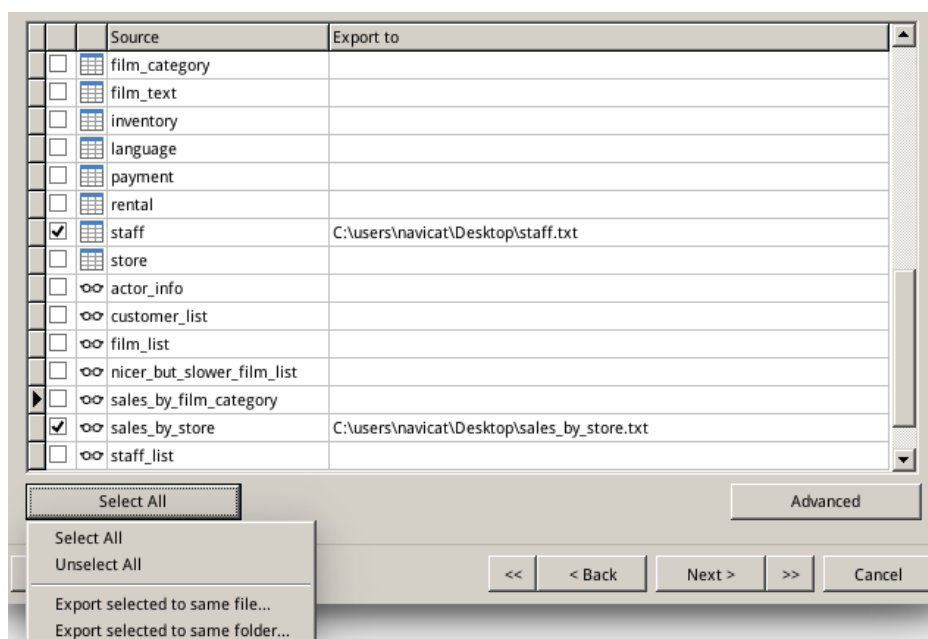 Source Export to
film_category
film_text
inventory
language
payment
rental
staff C:\users\navicat\Desktop\staff.txt
store
actor_info
customer_list
film_list
nicer_but_slower_film_list
sales_by_film_category
sales_by_store C:\users\navicat\Desktop\sales_by_store.txt
staff_list
Select All Advanced
Select All
Unselect All
<< < Back Next > >> Cancel
Export selected to same file...
Export selected to same folder...